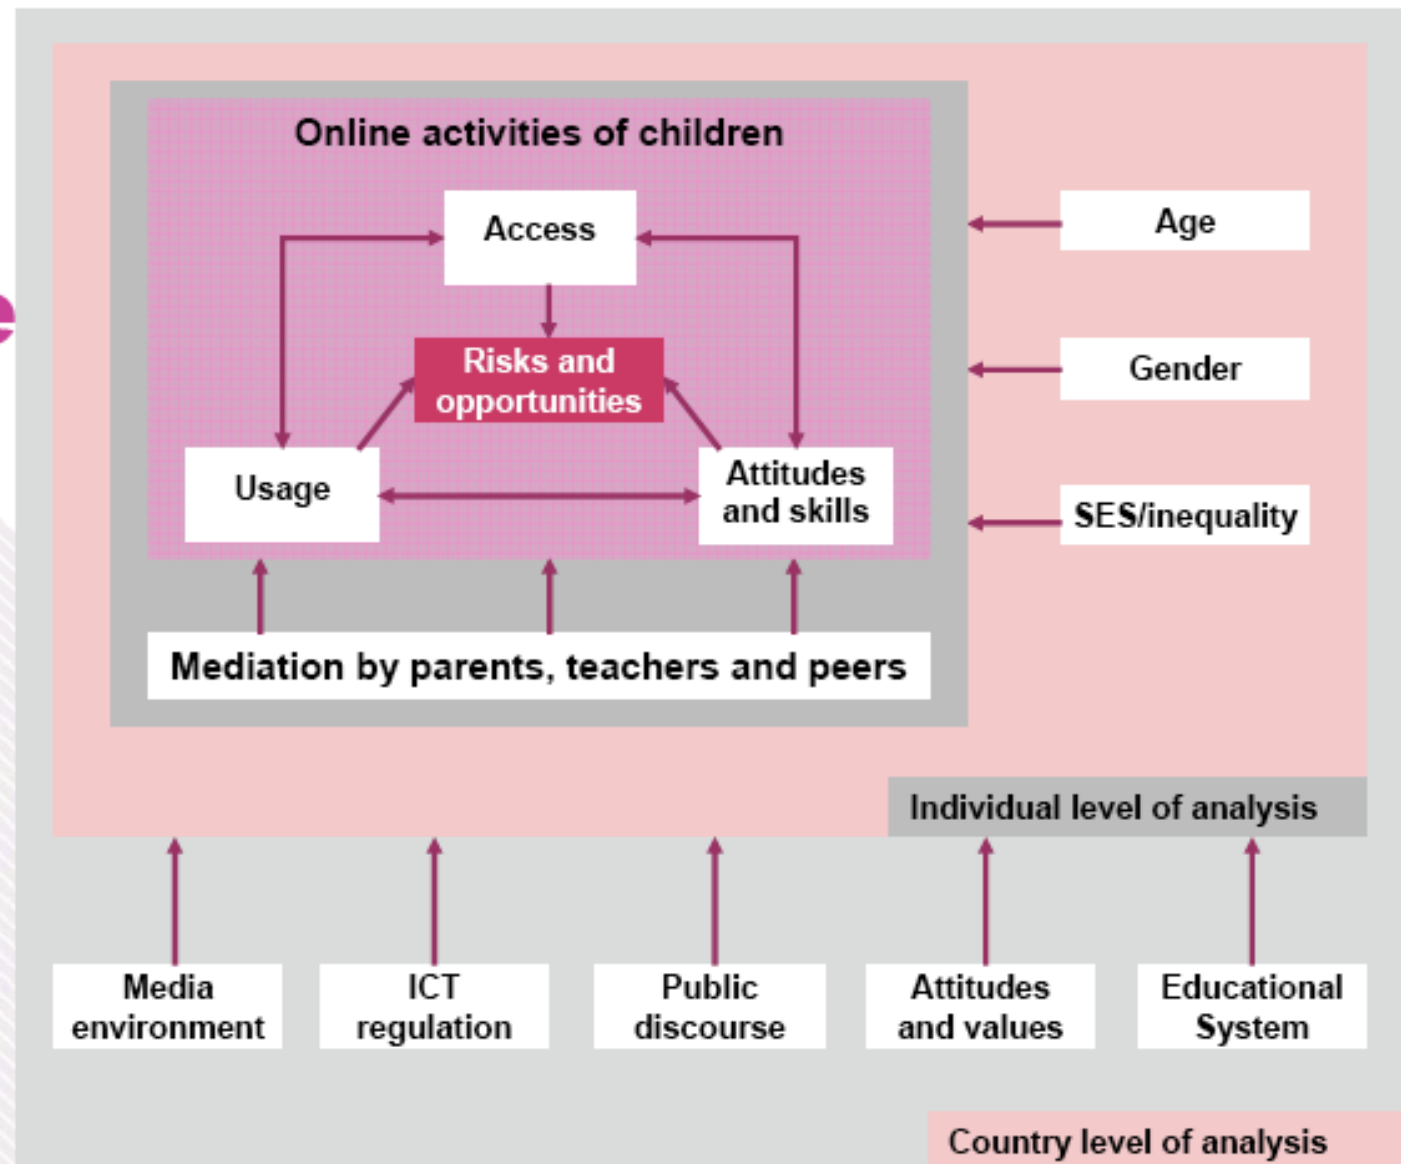 Online activities of children
Access
Age
e
Risks and
opportunities
Gender
Usage
Attitudes
and skills
SES/inequality
Mediation by parents, teachers and peers
Individual level of analysis
Media
environment
ICT
regulation
Public
discourse
Attitudes
and values
Educational
System
Country level of analysis